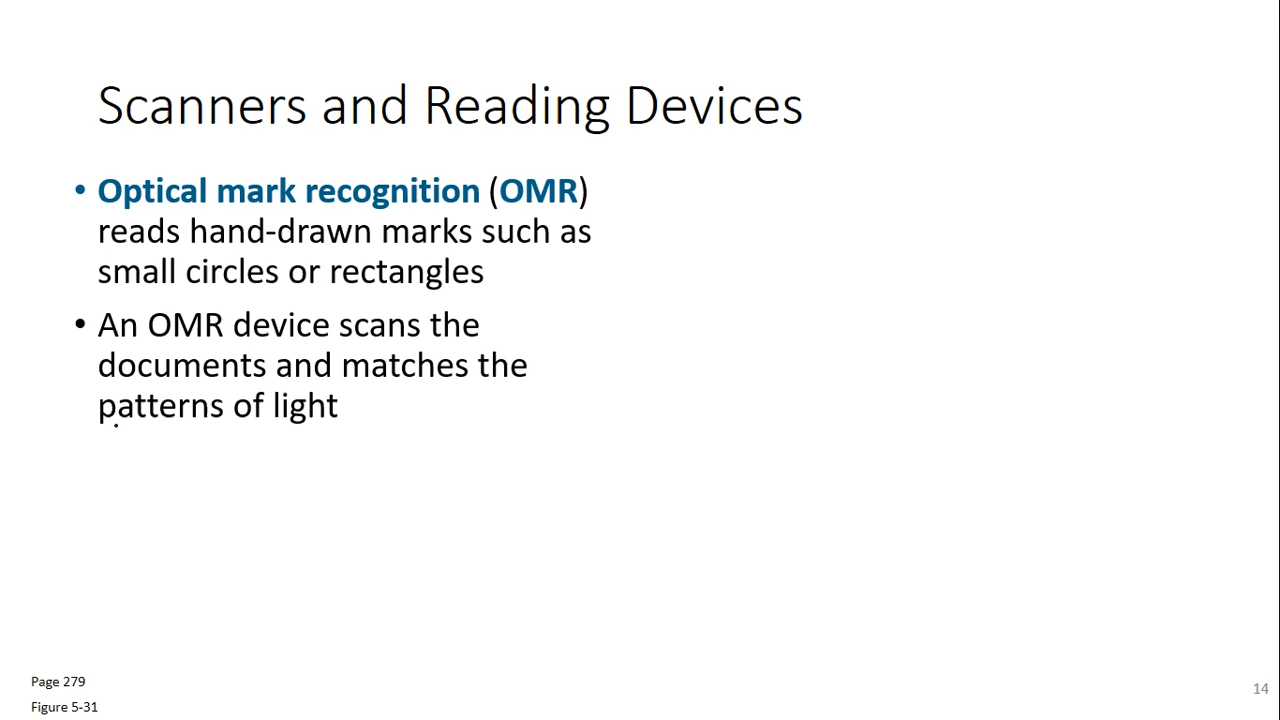 Scanners and Reading Devices
• Optical mark recognition (OMR)
reads hand-drawn marks such as
small circles or rectangles
• An OMR device scans the
documents and matches the
patterns of light
Page 279
Figure 5-31
14